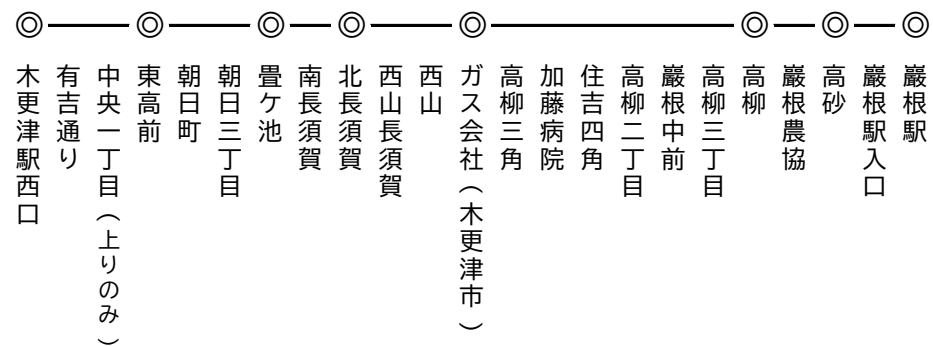 木更津駅西口
有吉通り
中央一丁目（上りのみ）
東高前
朝日町
朝日三丁目
畳ケ池
南長須賀
北長須賀
西山長須賀
西山
ガス会社（木更津市）
高柳三角
加藤病院
住吉四角
高柳二丁目
巌根中前
高柳三丁目
高柳
巖根農協
高砂
巌根駅入口
巌根駅